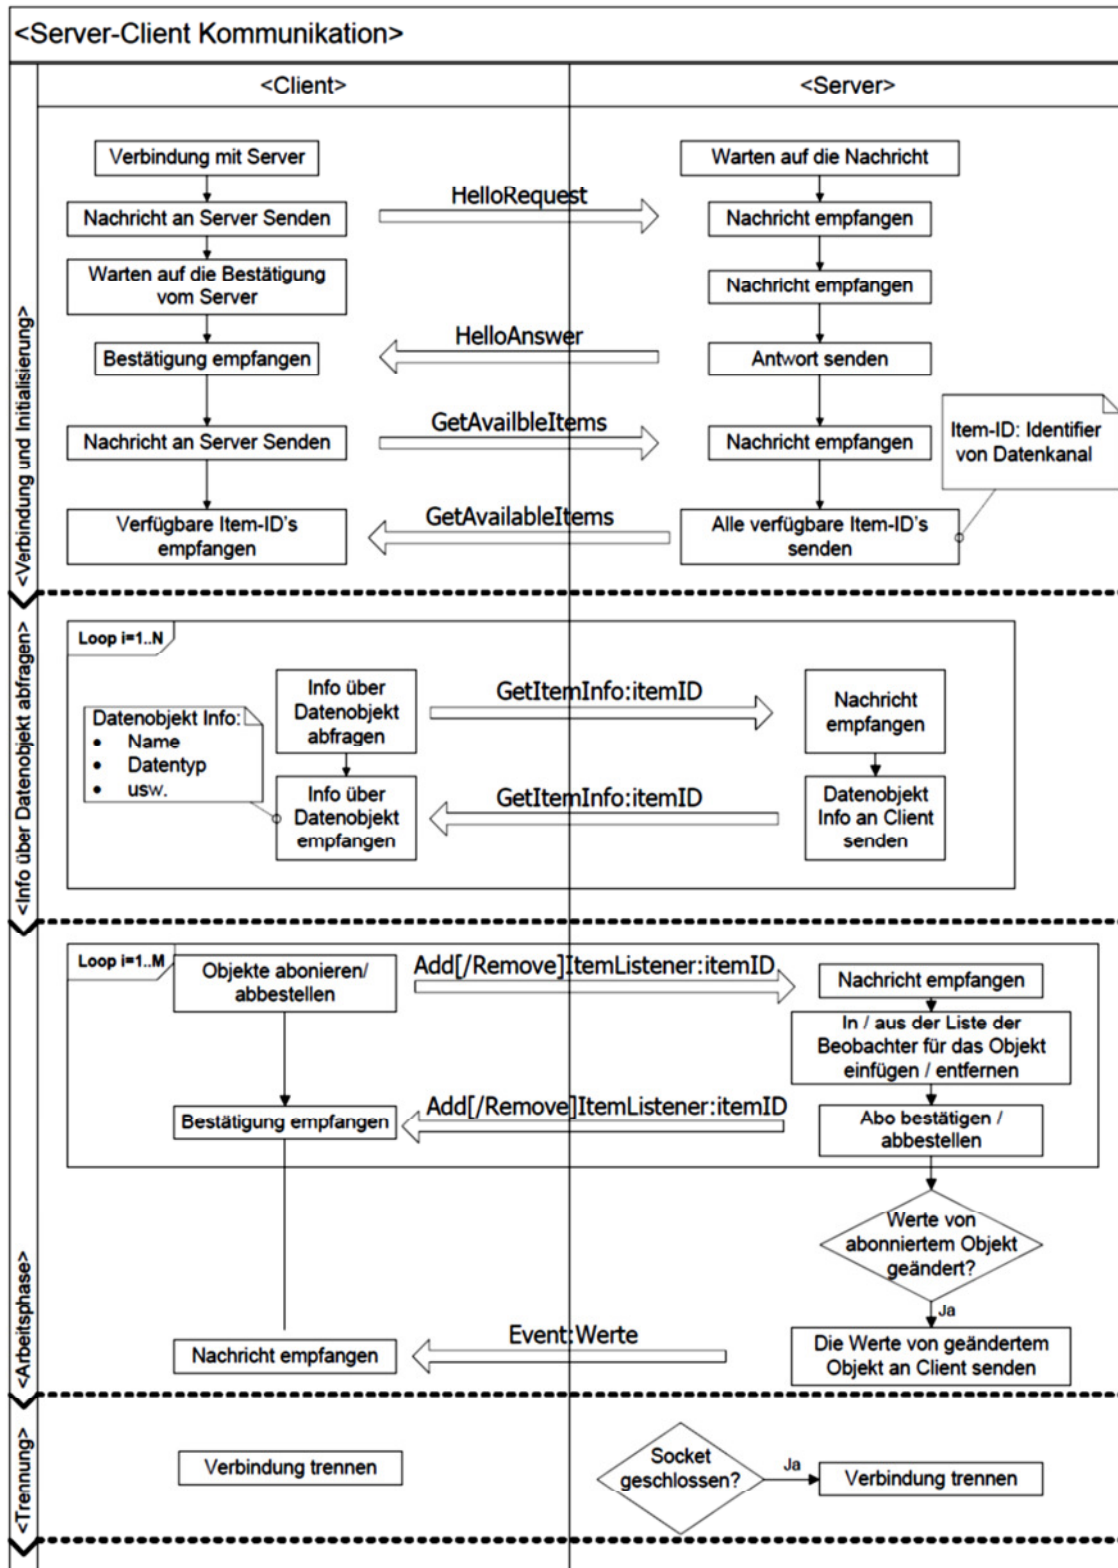 <Server-Client Kommunikation>
<Client>
<Server>
<Verbindung und Initialisierung>
Verbindung mit Server
Warten auf die Nachricht
HelloRequest
Nachricht an Server Senden
Nachricht empfangen
Warten auf die Bestätigung
vom Server
Nachricht empfangen
HelloAnswer
Bestätigung empfangen
Antwort senden
GetAvailbleItems
Nachricht an Server Senden
Nachricht empfangen
Item-ID: Identifier
von Datenkanal
GetAvailableItems
Verfügbare Item-ID's
empfangen
Alle verfügbare Item-ID's
senden
<Info über Datenobjekt abfragen>
Loop i=1..N
Info über
Datenobjekt
abfragen
GetItemInfo:itemID
Nachricht
empfangen
Datenobjekt Info:
• Name
• Datentyp
• usw.
Info über
Datenobjekt
empfangen
GetItemInfo:itemID
Datenobjekt
Info an Client
senden
<Arbeitsphase>
Loop i=1..M
Objekte abonieren/
abbestellen
Add[/Remove]ItemListener:itemID
Nachricht empfangen
In / aus der Liste der
Beobachter für das Objekt
einfügen / entfernen
Add[/Remove]ItemListener:itemID
Bestätigung empfangen
Abo bestätigen /
abbestellen
Werte von
abonniertem Objekt
geändert?
Ja
Event:Werte
Nachricht empfangen
Die Werte von geändertem
Objekt an Client senden
<Trennung>
Verbindung trennen
Socket
geschlossen?
Ja
Verbindung trennen